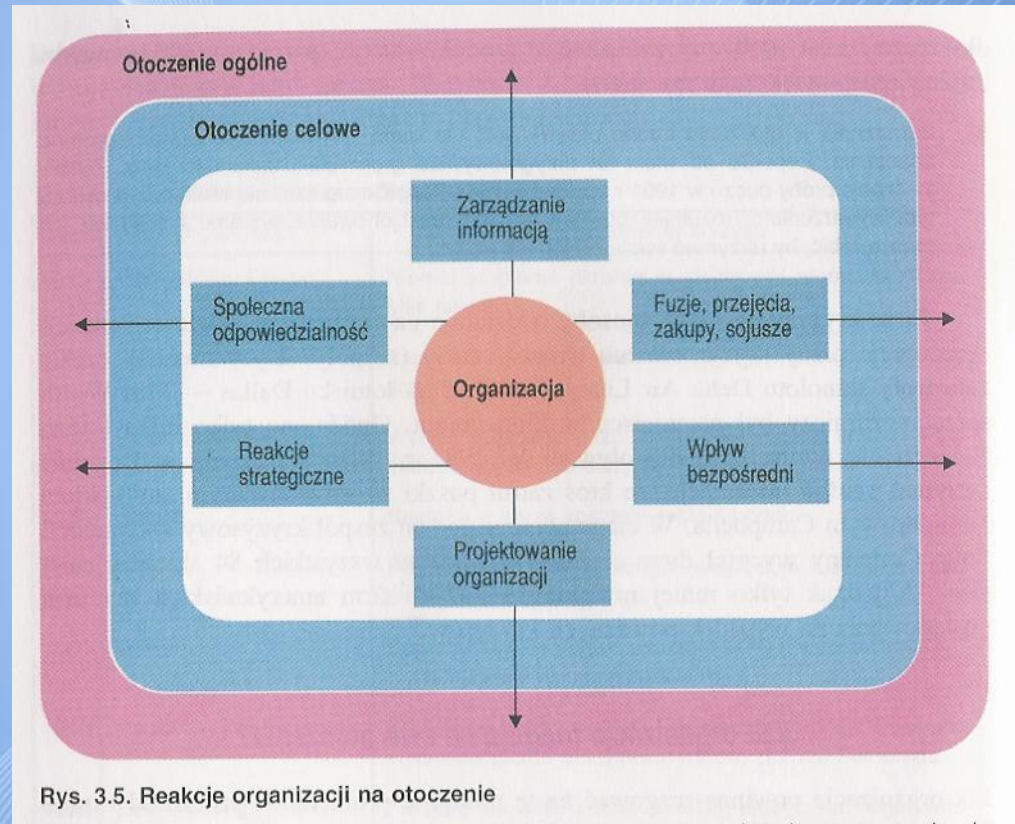 Otoczenie ogólne
Otoczenie celowe
Zarządzanie
informacją
Społeczna
odpowiedzialność
Fuzje, przejęcia,
zakupy, sojusze
Organizacja
Reakcje
strategiczne
Wpływ
bezpośredni
Projektowanie
organizacji
Rys. 3.5. Reakcje organizacji na otoczenie